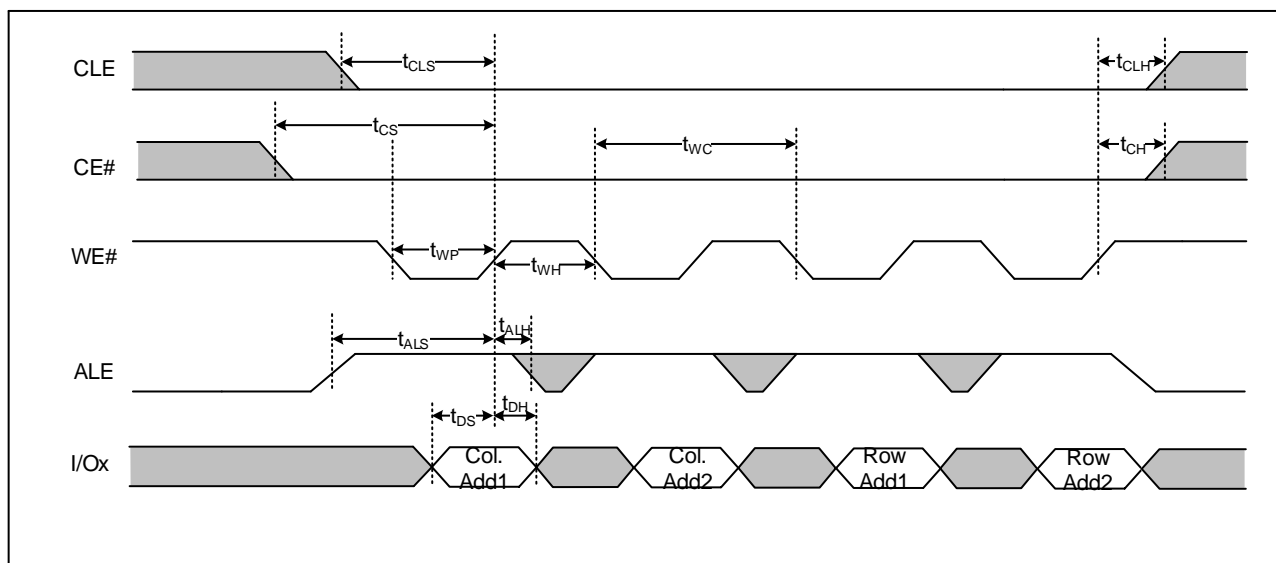 CLE
tCLS
tCLH
CE#
tCS
tWC
tCH
WE#
tWP
tWH
ALE
tALS
tALH
I/Ox
tDS
tDH
Col.
Add1
Col.
Add2
Row
Add1
Row
Add2